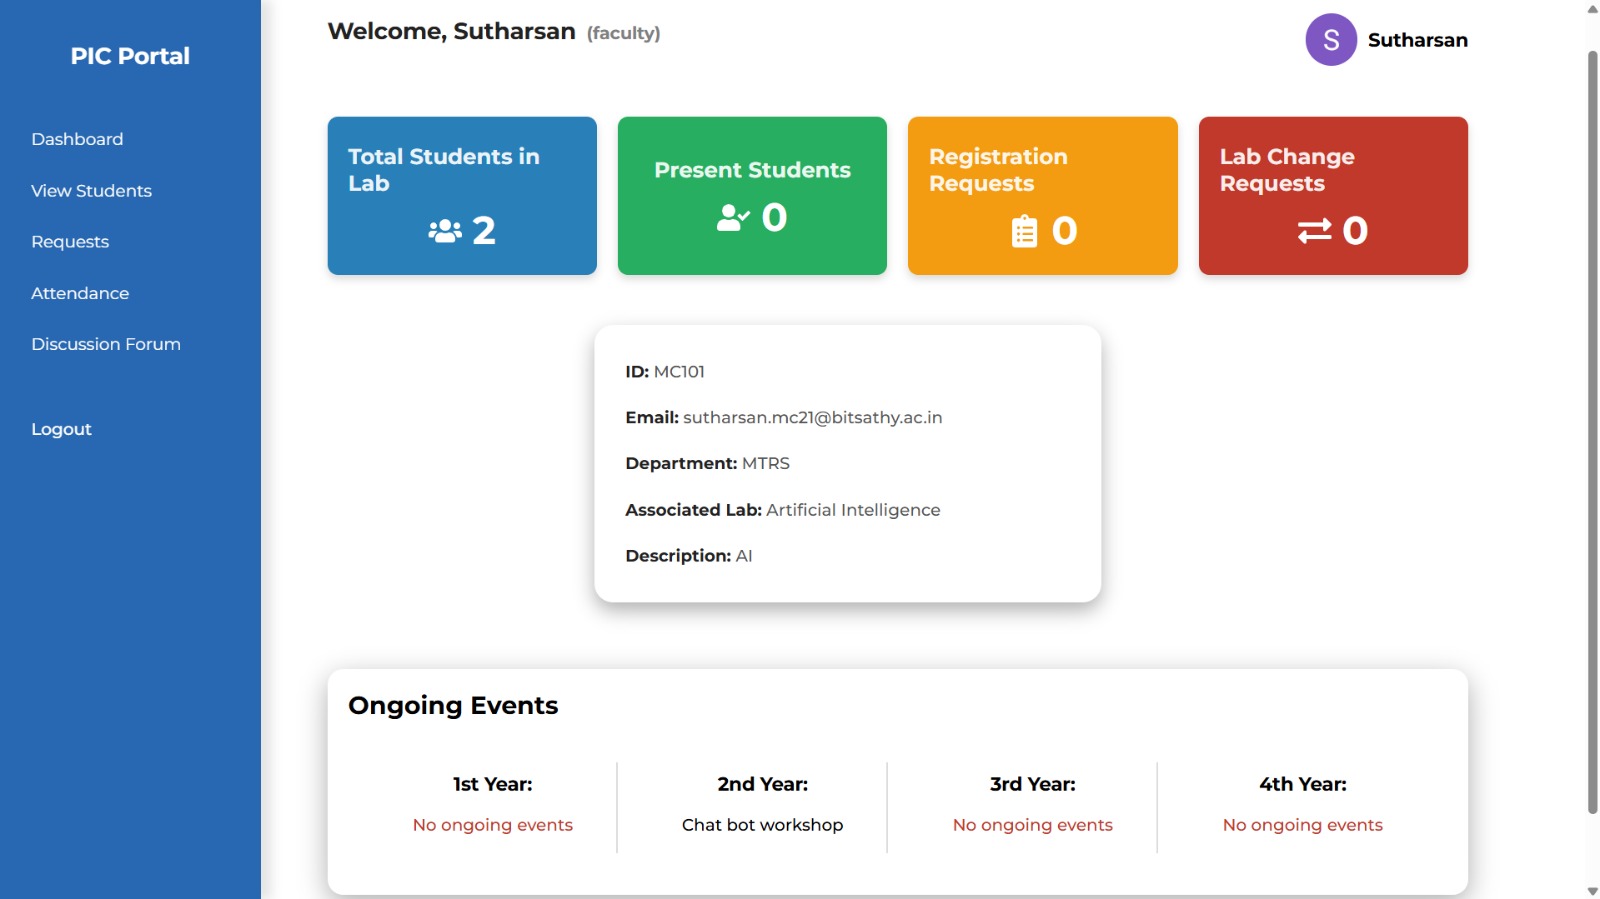 PIC Portal
Dashboard
View Students
Requests
Attendance
Discussion Forum
Logout
Welcome, Sutharsan (faculty)
S
Sutharsan
Total Students in
Lab
2
Present Students
0
Registration
Requests
0
Lab Change
Requests
0
ID: MC101
Email: sutharsan.mc21@bitsathy.ac.in
Department: MTRS
Associated Lab: Artificial Intelligence
Description: AI
Ongoing Events
1st Year:
No ongoing events
2nd Year:
Chat bot workshop
3rd Year:
No ongoing events
4th Year:
No ongoing events